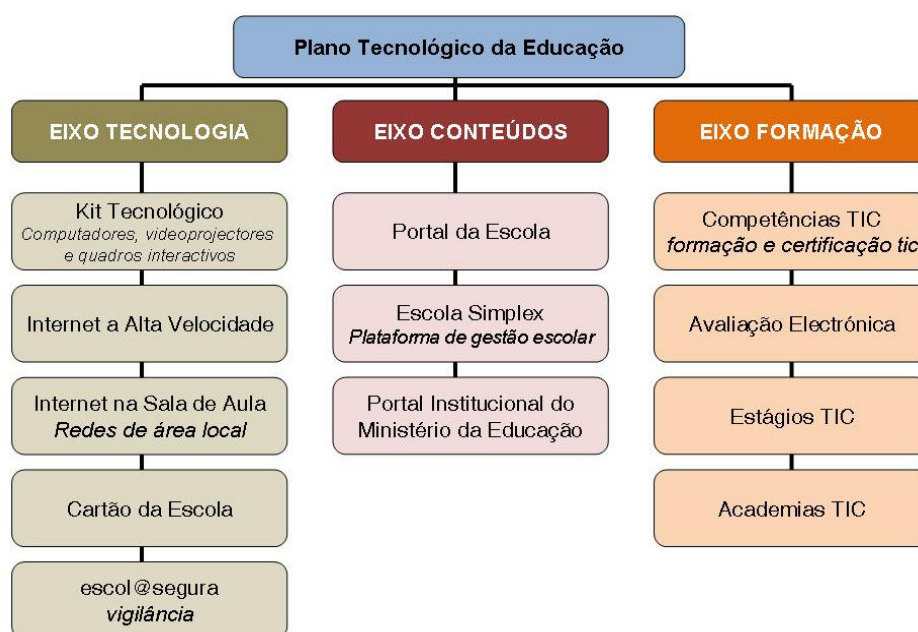 Plano Tecnológico da Educação
EIXO TECNOLOGIA
Kit Tecnológico
Computadores, videoprojectores
e quadros interactivos
Internet a Alta Velocidade
Internet na Sala de Aula
Redes de área local
Cartão da Escola
escol@segura
vigilância
EIXO CONTEÚDOS
Portal da Escola
Escola Simplex
Plataforma de gestão escolar
Portal Institucional do
Ministério da Educação
EIXO FORMAÇÃO
Competências TIC
formação e certificação tic
Avaliação Electrónica
Estágios TIC
Academias TIC